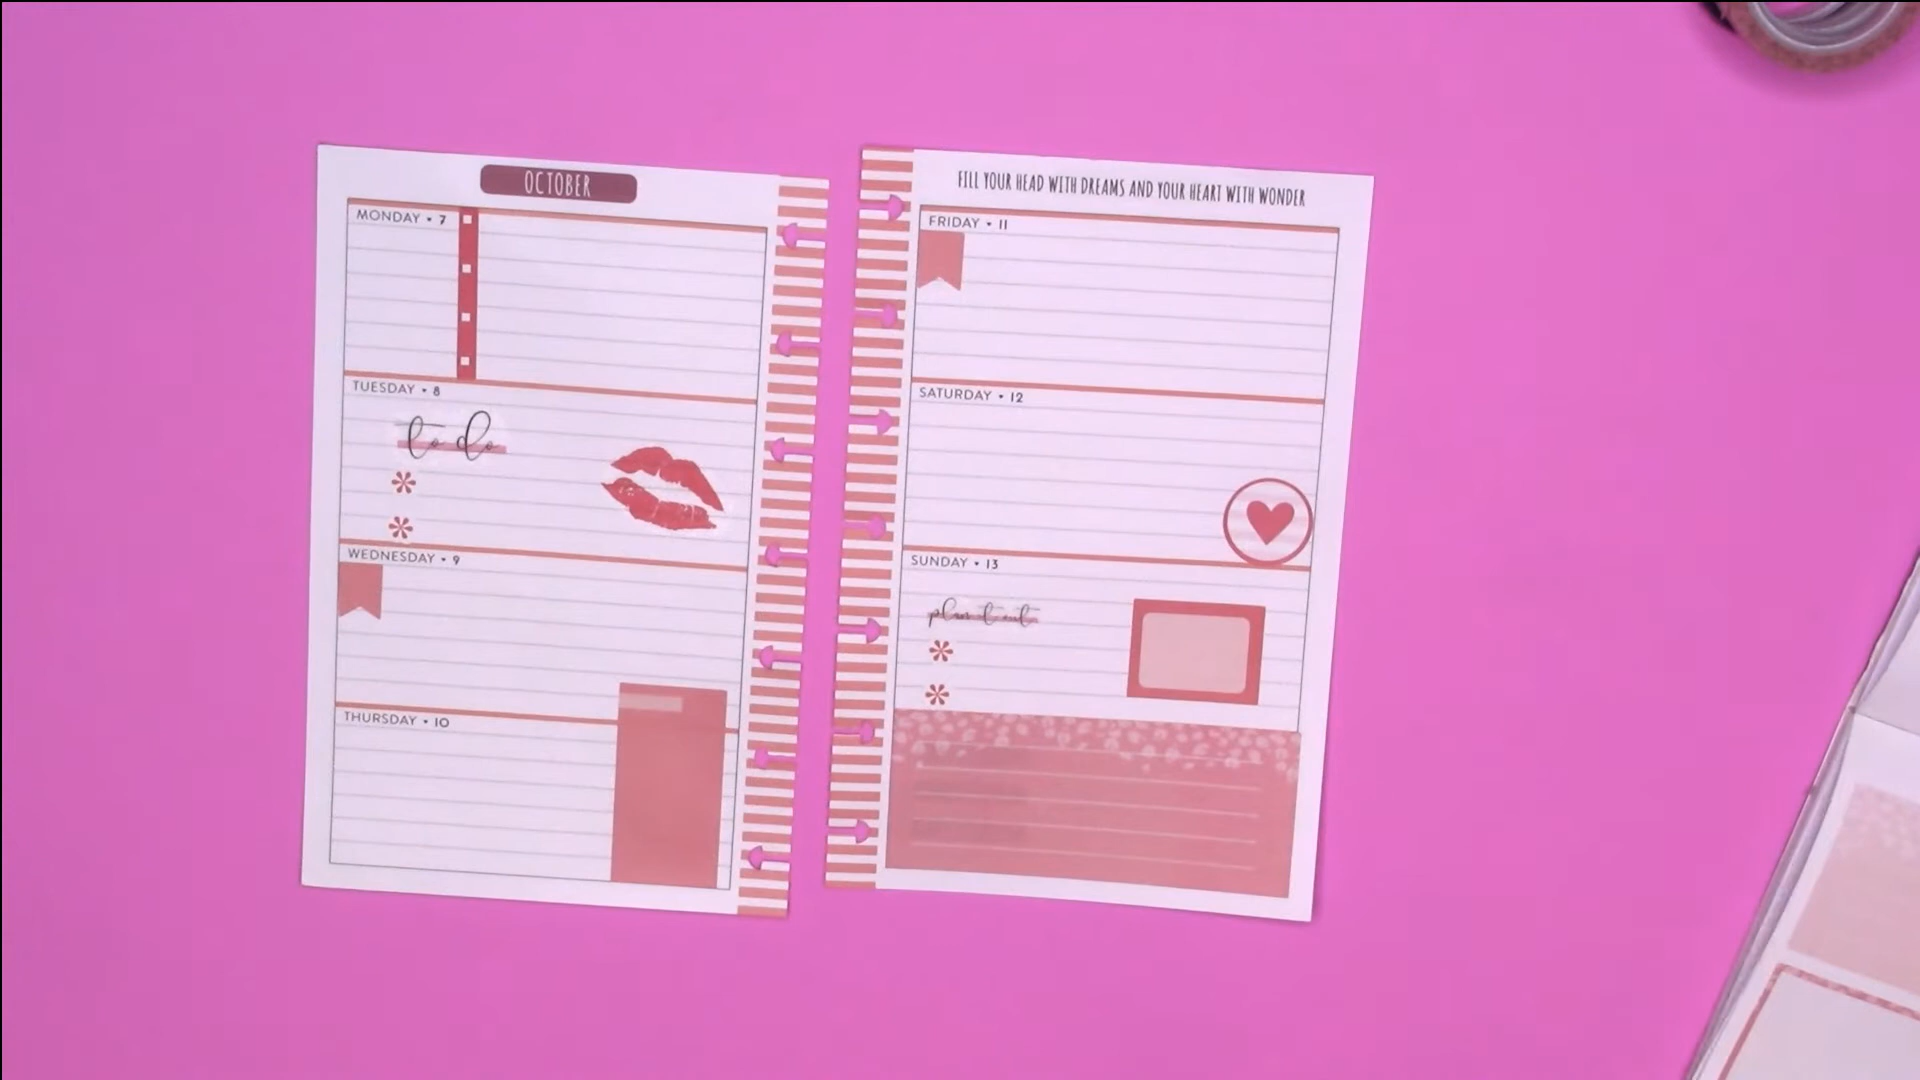 OCTOBER
MONDAY • 7
TUESDAY • 8
to do
WEDNESDAY • 9
THURSDAY • 10
FILL YOUR HEAD WITH DREAMS AND YOUR HEART WITH WONDER
FRIDAY • 11
SATURDAY • 12
SUNDAY • 13
plan it out